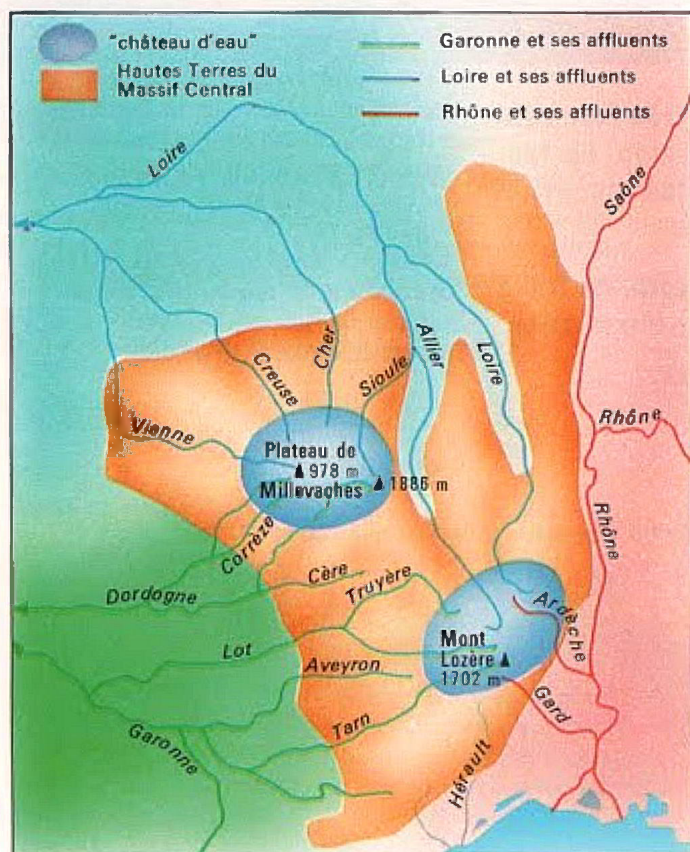 "château d'eau"
Hautes Terres du
Massif Central
Garonne et ses affluents
Loire et ses affluents
Rhône et ses affluents
Loire
Saône
Cher
Creuse
Sioule
Allier
Loire
Rhône
Vienne
Plateau de
▲ 978 m
Millevaches
▲ 1886 m
Corrèze
Rhône
Dordogne
Cère
Truyère
Ardèche
Lot
Aveyron
Mont
Lozère ▲
1702 m
Gard
Tarn
Garonne
Hérault